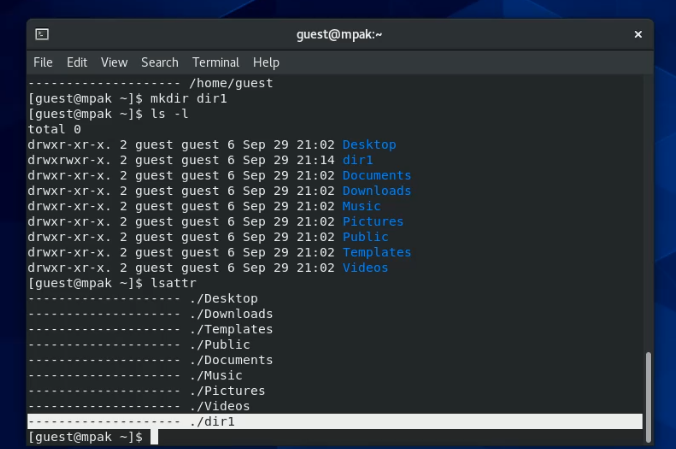 guest@mpak:~
File Edit View Search Terminal Help
-------------------- /home/guest
[guest@mpak ~]$ mkdir dir1
[guest@mpak ~]$ ls -l
total 0
drwxr-xr-x. 2 guest guest 6 Sep 29 21:02 Desktop
drwxrwxr-x. 2 guest guest 6 Sep 29 21:14 dir1
drwxr-xr-x. 2 guest guest 6 Sep 29 21:02 Documents
drwxr-xr-x. 2 guest guest 6 Sep 29 21:02 Downloads
drwxr-xr-x. 2 guest guest 6 Sep 29 21:02 Music
drwxr-xr-x. 2 guest guest 6 Sep 29 21:02 Pictures
drwxr-xr-x. 2 guest guest 6 Sep 29 21:02 Public
drwxr-xr-x. 2 guest guest 6 Sep 29 21:02 Templates
drwxr-xr-x. 2 guest guest 6 Sep 29 21:02 Videos
[guest@mpak ~]$ lsattr
-------------------- ./Desktop
-------------------- ./Downloads
-------------------- ./Templates
-------------------- ./Public
-------------------- ./Documents
-------------------- ./Music
-------------------- ./Pictures
-------------------- ./Videos
-------------------- ./dir1
[guest@mpak ~]$